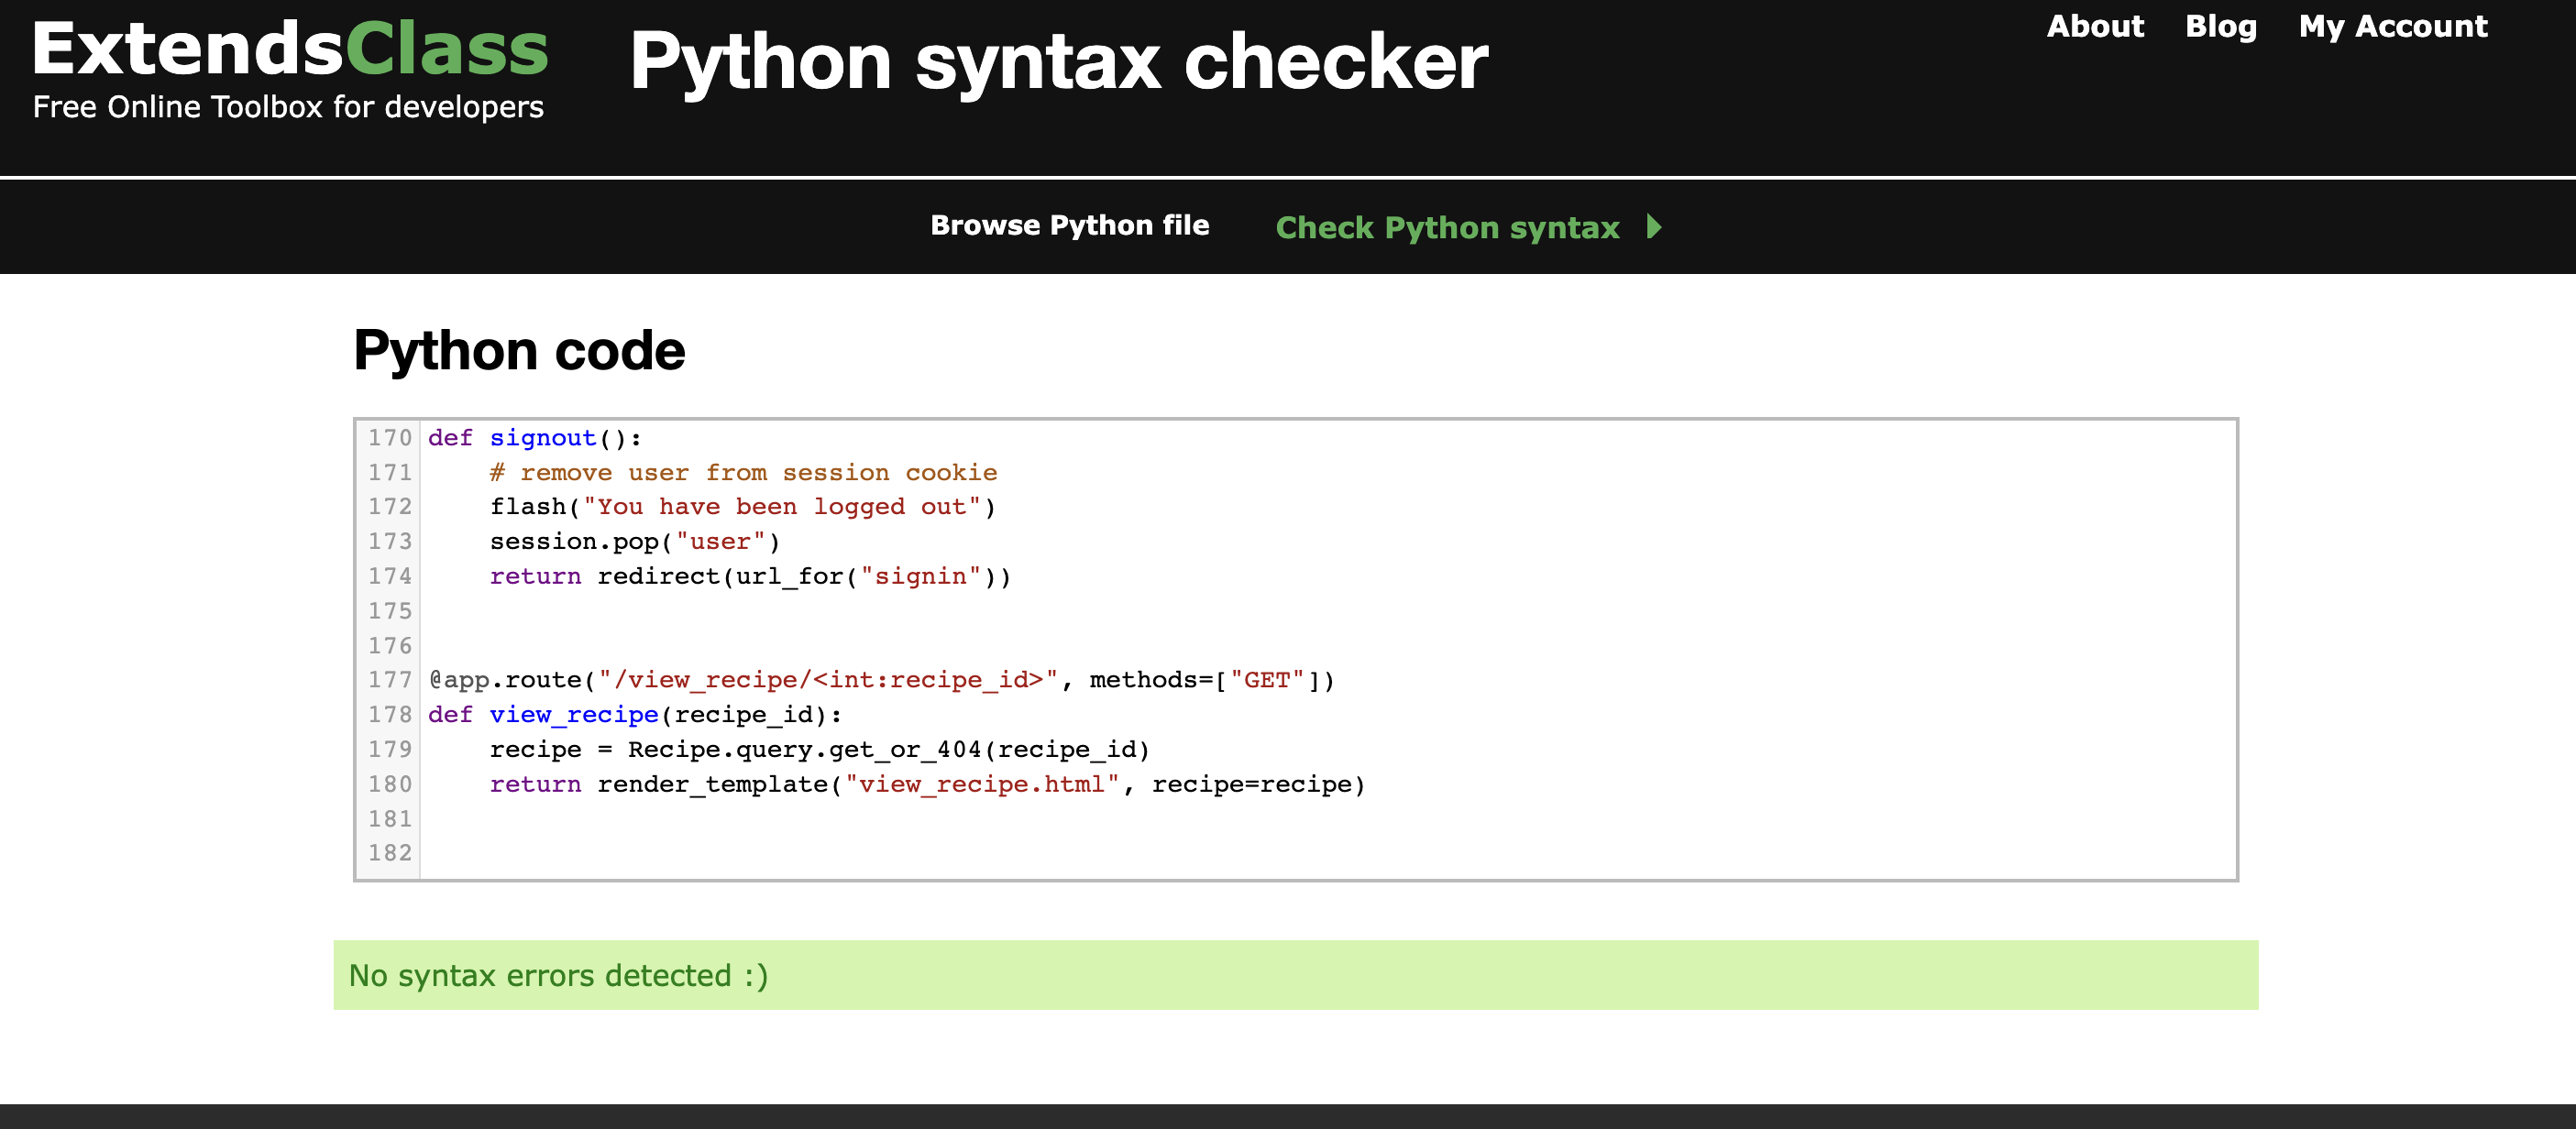 ExtendsClass
Free Online Toolbox for developers
Python syntax checker
About Blog My Account
Browse Python file Check Python syntax
Python code
170 def signout():
171     # remove user from session cookie
172     flash("You have been logged out")
173     session.pop("user")
174     return redirect(url_for("signin"))
175
176
177 @app.route("/view_recipe/<int:recipe_id>", methods=["GET"])
178 def view_recipe(recipe_id):
179     recipe = Recipe.query.get_or_404(recipe_id)
180     return render_template("view_recipe.html", recipe=recipe)
181
182
No syntax errors detected :)